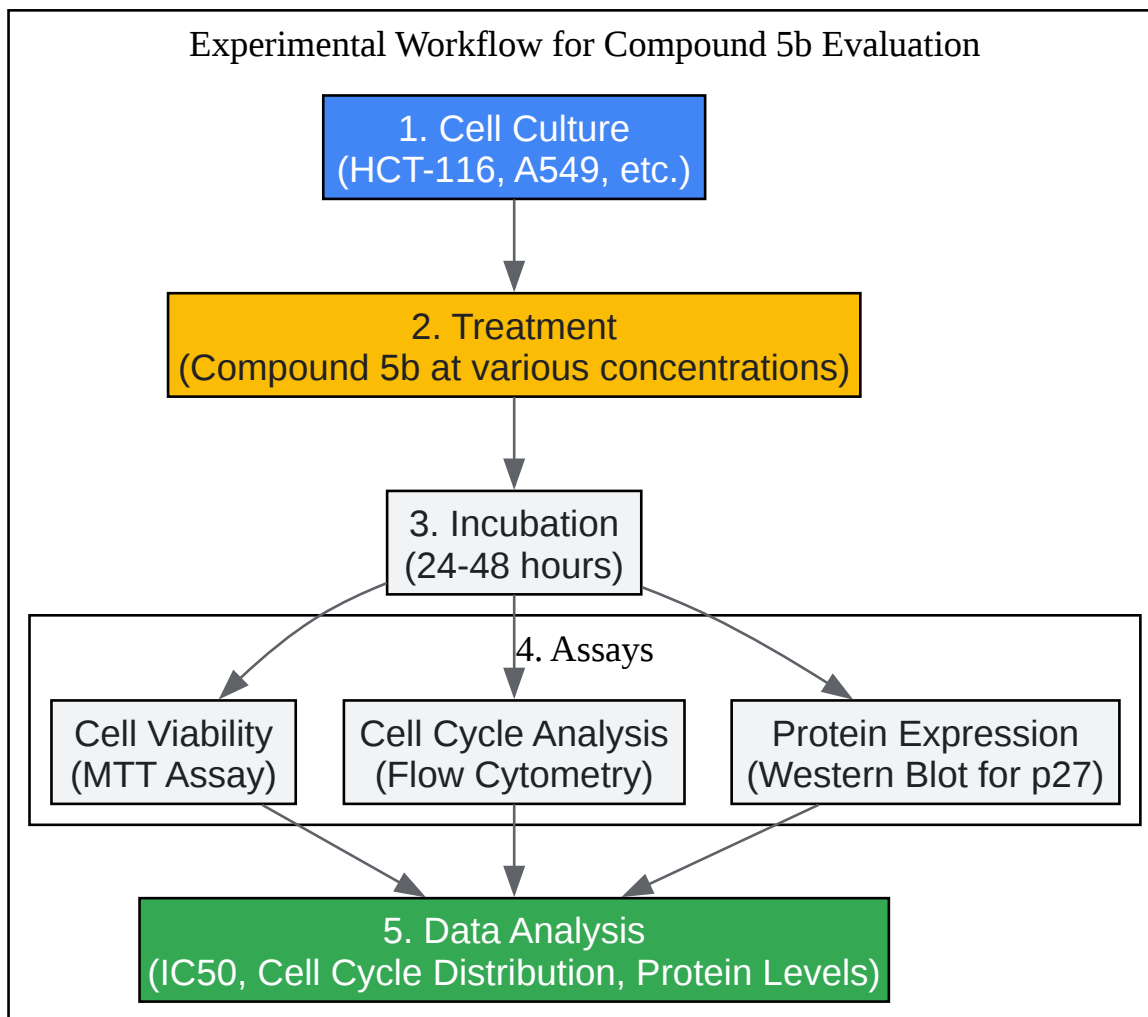 Experimental Workflow for Compound 5b Evaluation
1. Cell Culture
(HCT-116, A549, etc.)
2. Treatment
(Compound 5b at various concentrations)
3. Incubation
(24-48 hours)
4. Assays
Cell Viability
(MTT Assay)
Cell Cycle Analysis
(Flow Cytometry)
Protein Expression
(Western Blot for p27)
5. Data Analysis
(IC50, Cell Cycle Distribution, Protein Levels)